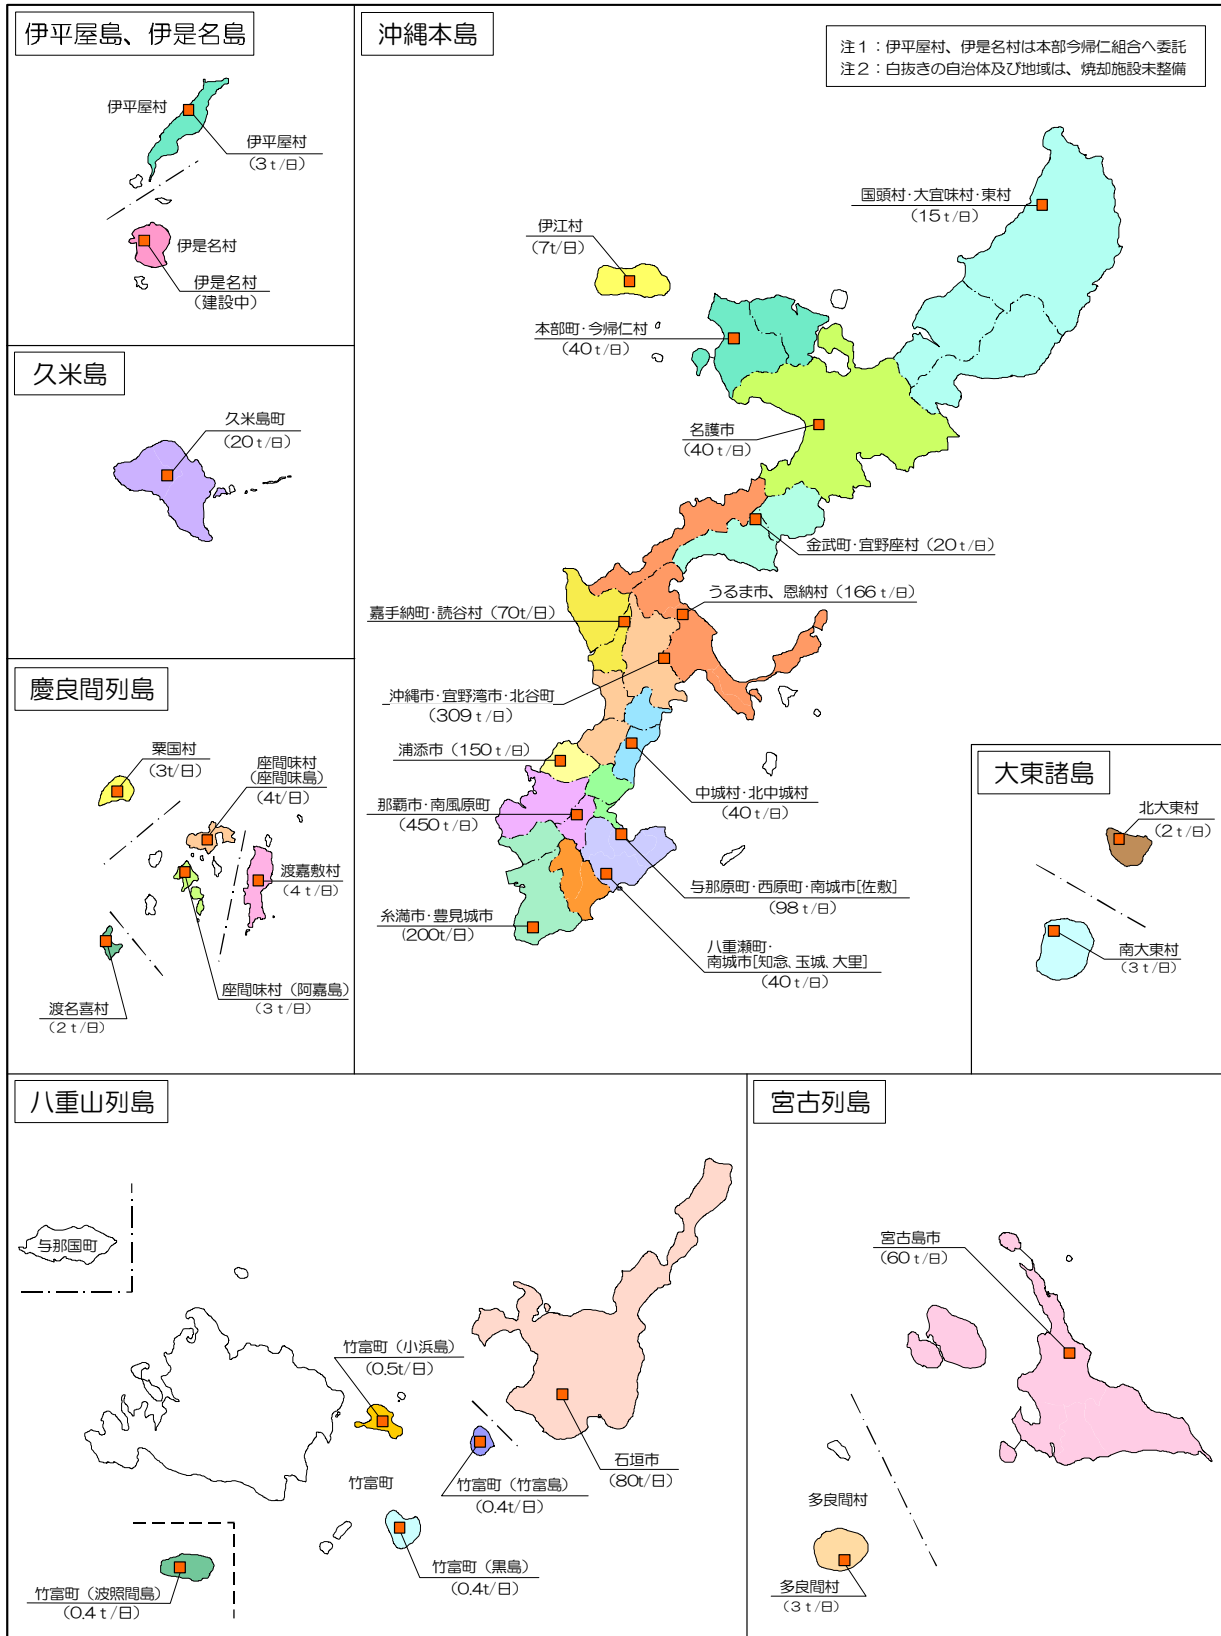 伊平屋島、伊是名島
伊平屋村
伊平屋村
(3t/日)
伊是名村
伊是名村
(建設中)
久米島
久米島町
(20t/日)
慶良間列島
粟国村
(3t/日)
座間味村
(座間味島)
(4t/日)
渡嘉敷村
(4t/日)
座間味村(阿嘉島)
(3t/日)
渡名喜村
(2t/日)
沖縄本島
注1:伊平屋村、伊是名村は本部今帰仁組合へ委託
注2:白抜きの自治体及び地域は、焼却施設未整備
国頭村・大宜味村・東村
(15t/日)
伊江村
(7t/日)
本部町・今帰仁村
(40t/日)
名護市
(40t/日)
金武町・宜野座村(20t/日)
うるま市、恩納村(166t/日)
嘉手納町・読谷村(70t/日)
沖縄市・宜野湾市・北谷町
(309t/日)
浦添市(150t/日)
中城村・北中城村
(40t/日)
那覇市・南風原町
(450t/日)
与那原町・西原町・南城市[佐敷]
(98t/日)
糸満市・豊見城市
(200t/日)
八重瀬町・
南城市[知念、玉城、大里]
(40t/日)
大東諸島
北大東村
(2t/日)
南大東村
(3t/日)
八重山列島
与那国町
竹富町(小浜島)
(0.5t/日)
石垣市
(80t/日)
竹富町
竹富町(竹富島)
(0.4t/日)
竹富町(黒島)
(0.4t/日)
竹富町(波照間島)
(0.4t/日)
宮古列島
宮古島市
(60t/日)
多良間村
多良間村
(3t/日)